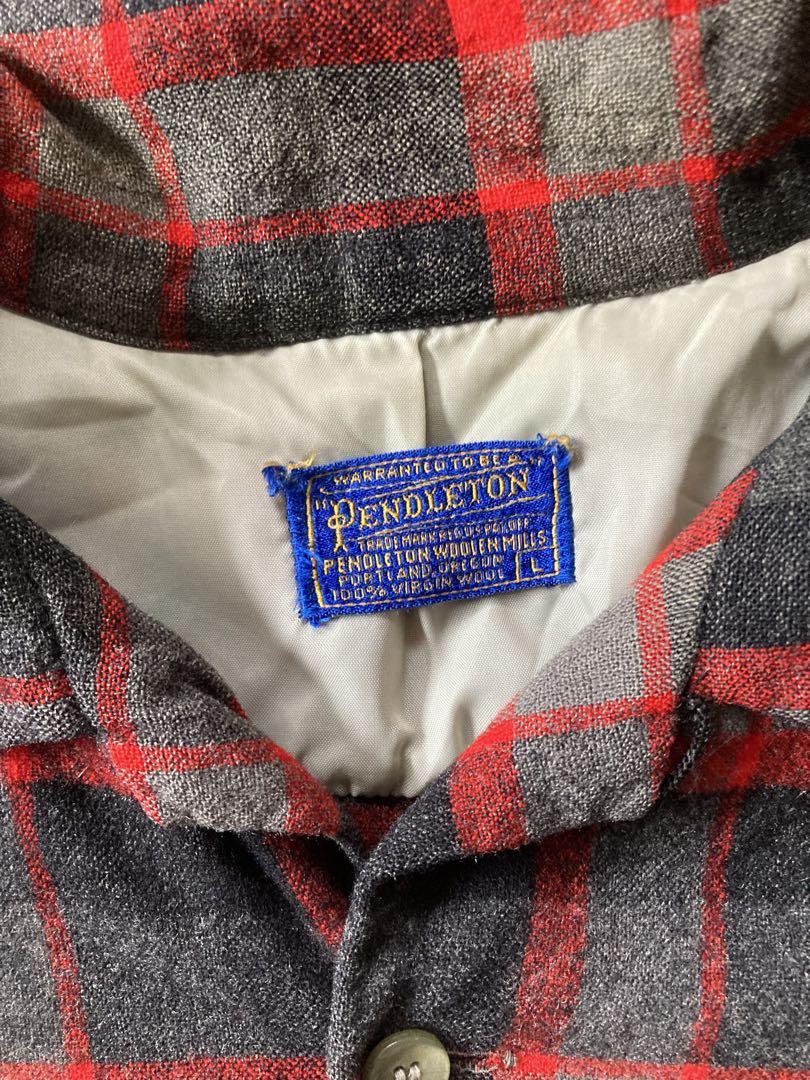 WARRANTED TO BE A
"PENDLETON"
TRADE MARK REG. U.S. PAT. OFF.
PENDLETON WOOLEN MILLS
PORTLAND, OREGON
100% VIRGIN WOOL
L